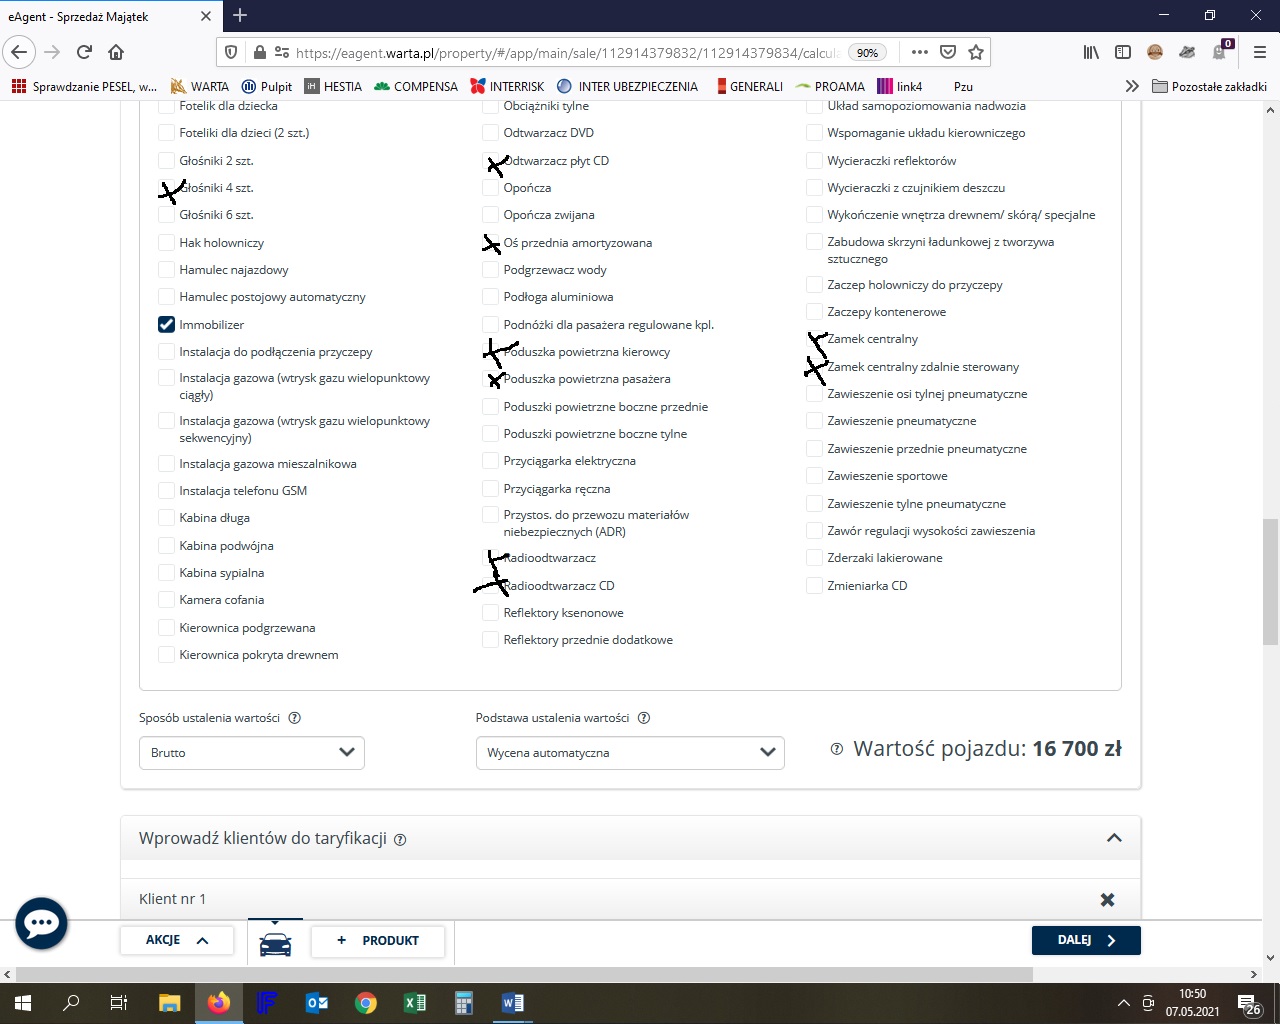 eAgent - Sprzedaż Majątek
https://eagent.warta.pl/property/#/app/main/sale/112914379832/112914379834/calcul
90%
0
Sprawdzanie PESEL, w... WARTA Pulpit iH HESTIA COMPENSA INTERRISK INTER UBEZPIECZENIA GENERALI PROAMA link4 Pzu Pozostałe zakładki
Fotelik dla dziecka
Foteliki dla dzieci (2 szt.)
Głośniki 2 szt.
Głośniki 4 szt.
Głośniki 6 szt.
Hak holowniczy
Hamulec najazdowy
Hamulec postojowy automatyczny
Immobilizer
Instalacja do podłączenia przyczepy
Instalacja gazowa (wtrysk gazu wielopunktowy
ciągły)
Instalacja gazowa (wtrysk gazu wielopunktowy
sekwencyjny)
Instalacja gazowa mieszalnikowa
Instalacja telefonu GSM
Kabina długa
Kabina podwójna
Kabina sypialna
Kamera cofania
Kierownica podgrzewana
Kierownica pokryta drewnem
Obciążniki tylne
Odtwarzacz DVD
Odtwarzacz płyt CD
Opończa
Opończa zwijana
Oś przednia amortyzowana
Podgrzewacz wody
Podłoga aluminiowa
Podnóżki dla pasażera regulowane kpl.
Poduszka powietrzna kierowcy
Poduszka powietrzna pasażera
Poduszki powietrzne boczne przednie
Poduszki powietrzne boczne tylne
Przyciągarka elektryczna
Przyciągarka ręczna
Przystos. do przewozu materiałów
niebezpiecznych (ADR)
Radioodtwarzacz
Radioodtwarzacz CD
Reflektory ksenonowe
Reflektory przednie dodatkowe
Układ samopoziomowania nadwozia
Wspomaganie układu kierowniczego
Wycieraczki reflektorów
Wycieraczki z czujnikiem deszczu
Wykończenie wnętrza drewnem/ skórą/ specjalne
Zabudowa skrzyni ładunkowej z tworzywa
sztucznego
Zaczep holowniczy do przyczepy
Zaczepy kontenerowe
Zamek centralny
Zamek centralny zdalnie sterowany
Zawieszenie osi tylnej pneumatyczne
Zawieszenie pneumatyczne
Zawieszenie przednie pneumatyczne
Zawieszenie sportowe
Zawieszenie tylne pneumatyczne
Zawór regulacji wysokości zawieszenia
Zderzaki lakierowane
Zmieniarka CD
Sposób ustalenia wartości
Brutto
Podstawa ustalenia wartości
Wycena automatyczna
Wartość pojazdu: 16 700 zł
Wprowadź klientów do taryfikacji
Klient nr 1
AKCJE
+ PRODUKT
DALEJ
10:50
07.05.2021
26